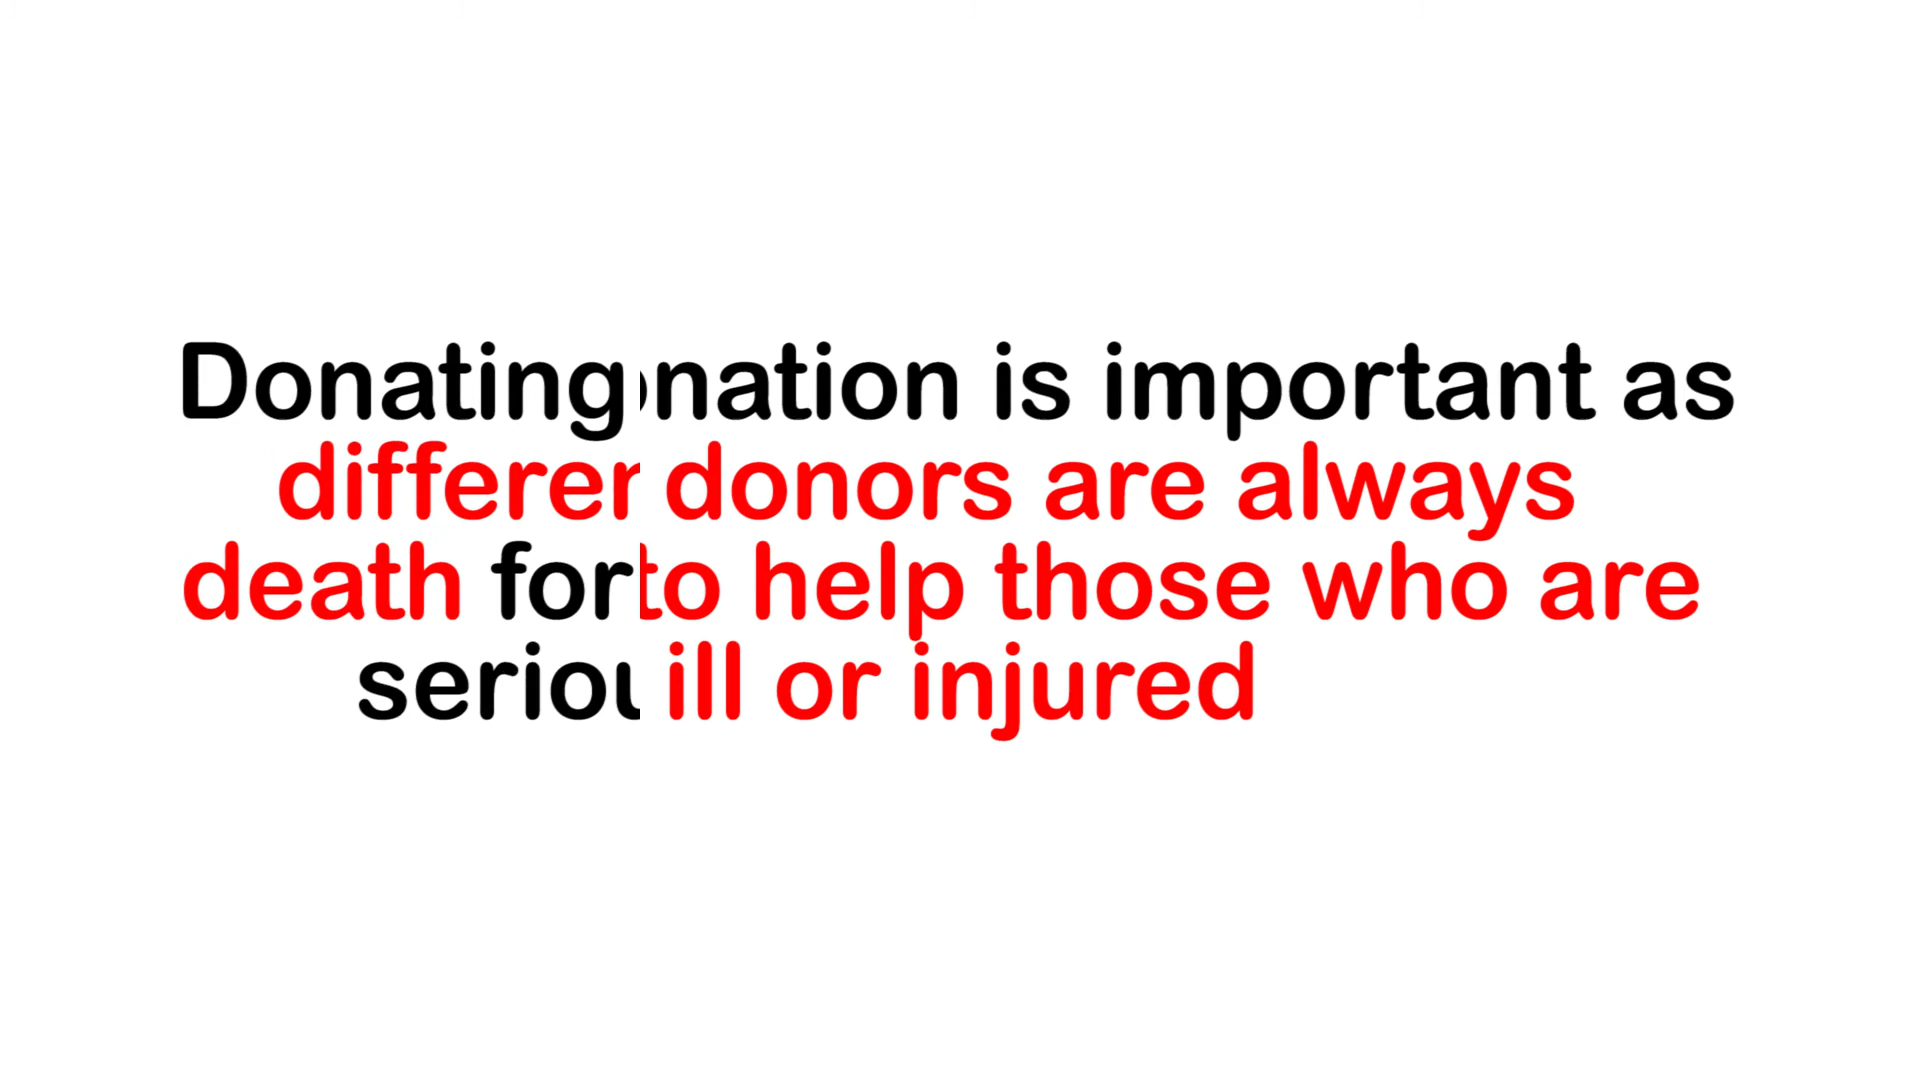 Donating nation is important as
differen donors are always
death for to help those who are
seriou ill or injured